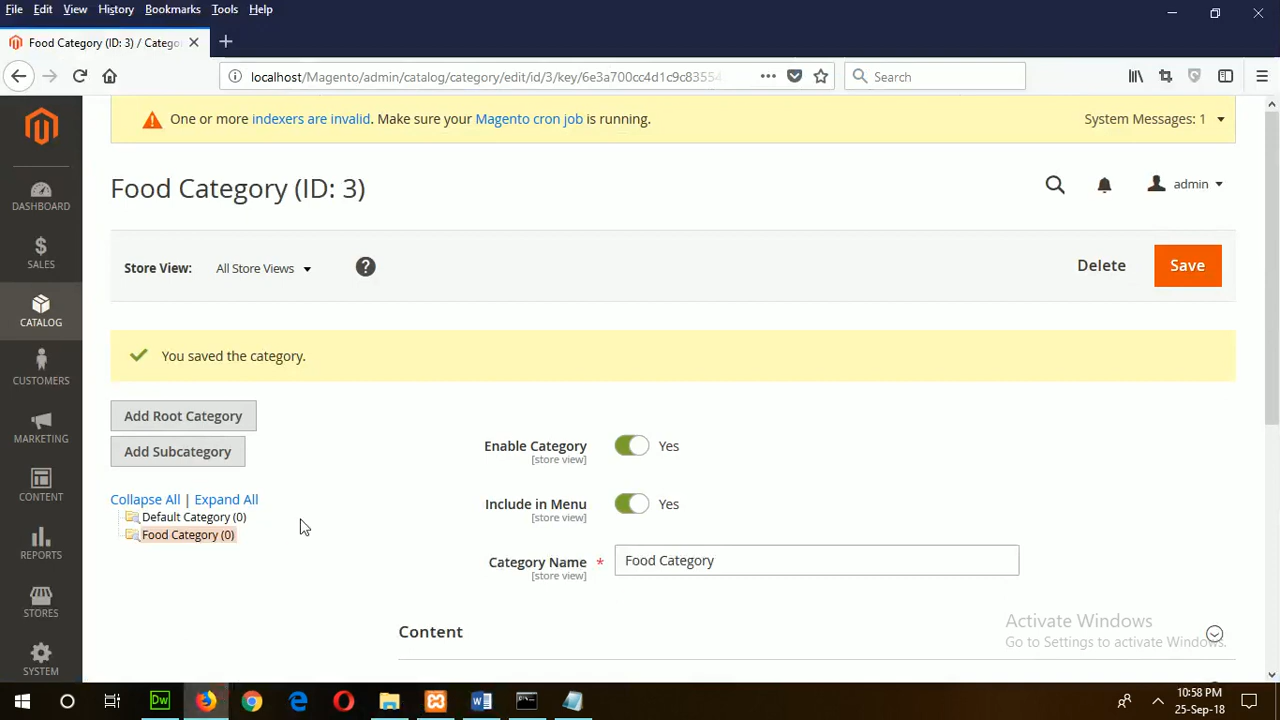 File Edit View History Bookmarks Tools Help
Food Category (ID: 3) / Catego
localhost/Magento/admin/catalog/category/edit/id/3/key/6e3a700cc4d1c9c83554
Search
One or more indexers are invalid. Make sure your Magento cron job is running.
System Messages: 1
Food Category (ID: 3)
admin
DASHBOARD
SALES
CATALOG
CUSTOMERS
MARKETING
CONTENT
REPORTS
STORES
SYSTEM
Store View: All Store Views
Delete
Save
You saved the category.
Add Root Category
Add Subcategory
Collapse All | Expand All
Default Category (0)
Food Category (0)
Enable Category
[store view]
Yes
Include in Menu
[store view]
Yes
Category Name *
[store view]
Food Category
Content
Activate Windows
Go to Settings to activate Windows.
Dw
10:58 PM
25-Sep-18